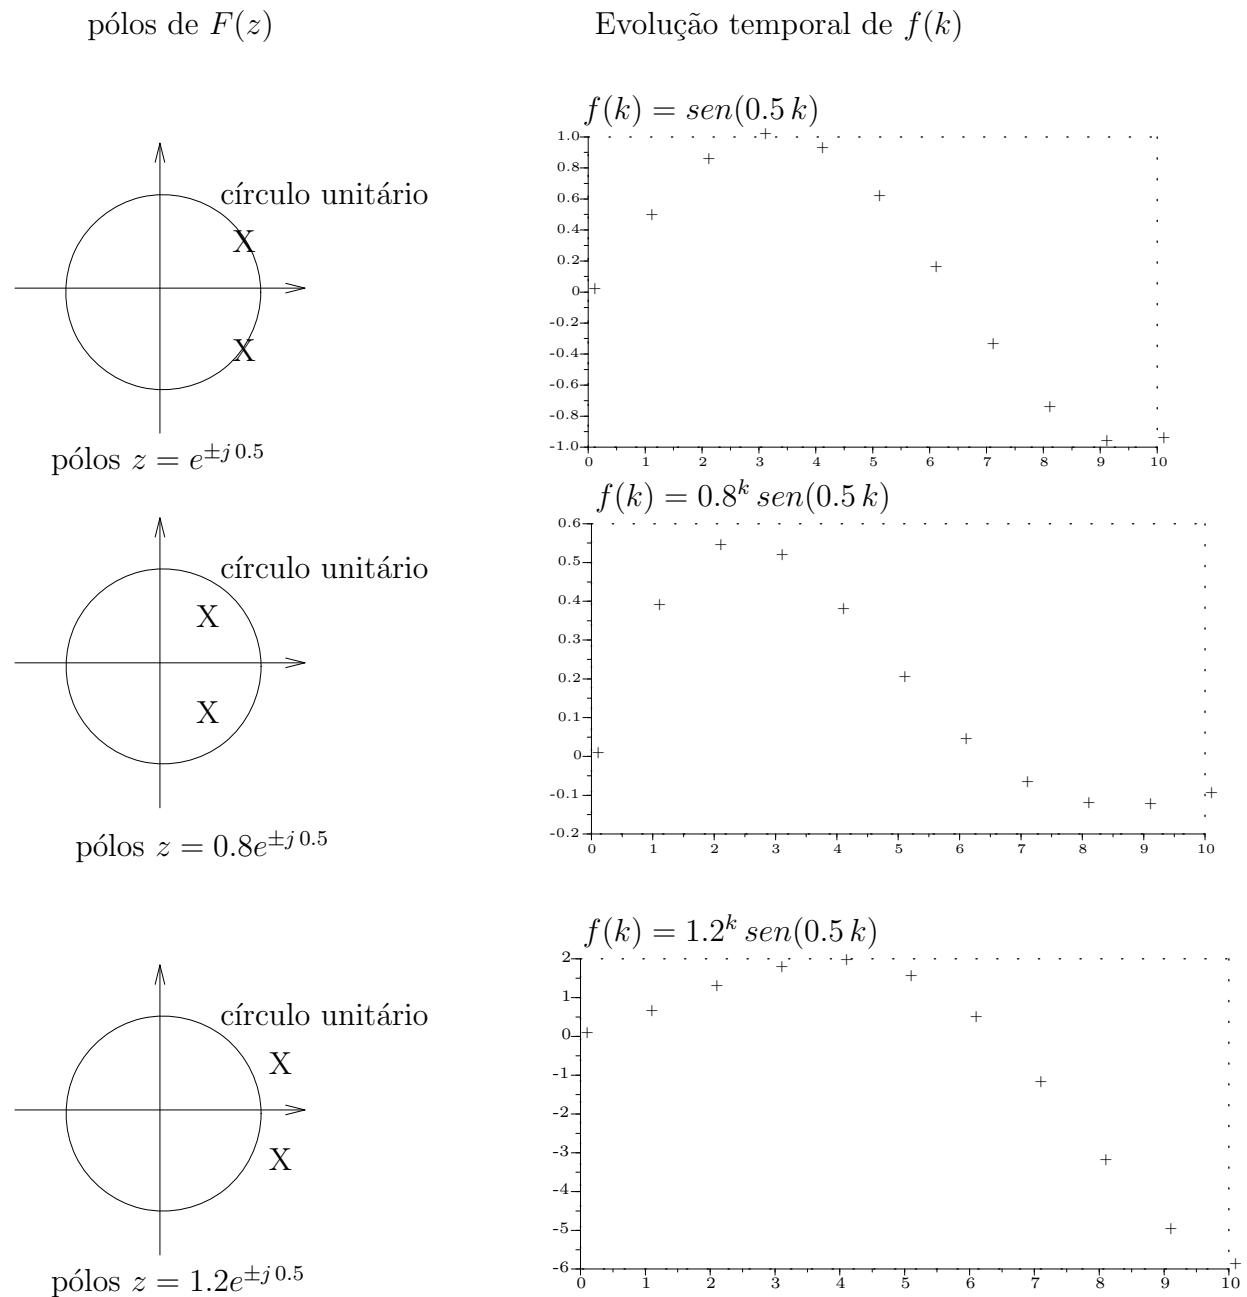 pólos de F(z)
Evolução temporal de f(k)
círculo unitário
X
X
pólos z = e^{±j 0.5}
f(k) = sen(0.5 k)
1.0
0.8
0.6
0.4
0.2
0
-0.2
-0.4
-0.6
-0.8
-1.0
0 1 2 3 4 5 6 7 8 9 10
círculo unitário
X
X
pólos z = 0.8e^{±j 0.5}
f(k) = 0.8^k sen(0.5 k)
0.6
0.5
0.4
0.3
0.2
0.1
0
-0.1
-0.2
0 1 2 3 4 5 6 7 8 9 10
círculo unitário
X
X
pólos z = 1.2e^{±j 0.5}
f(k) = 1.2^k sen(0.5 k)
2
1
0
-1
-2
-3
-4
-5
-6
0 1 2 3 4 5 6 7 8 9 10